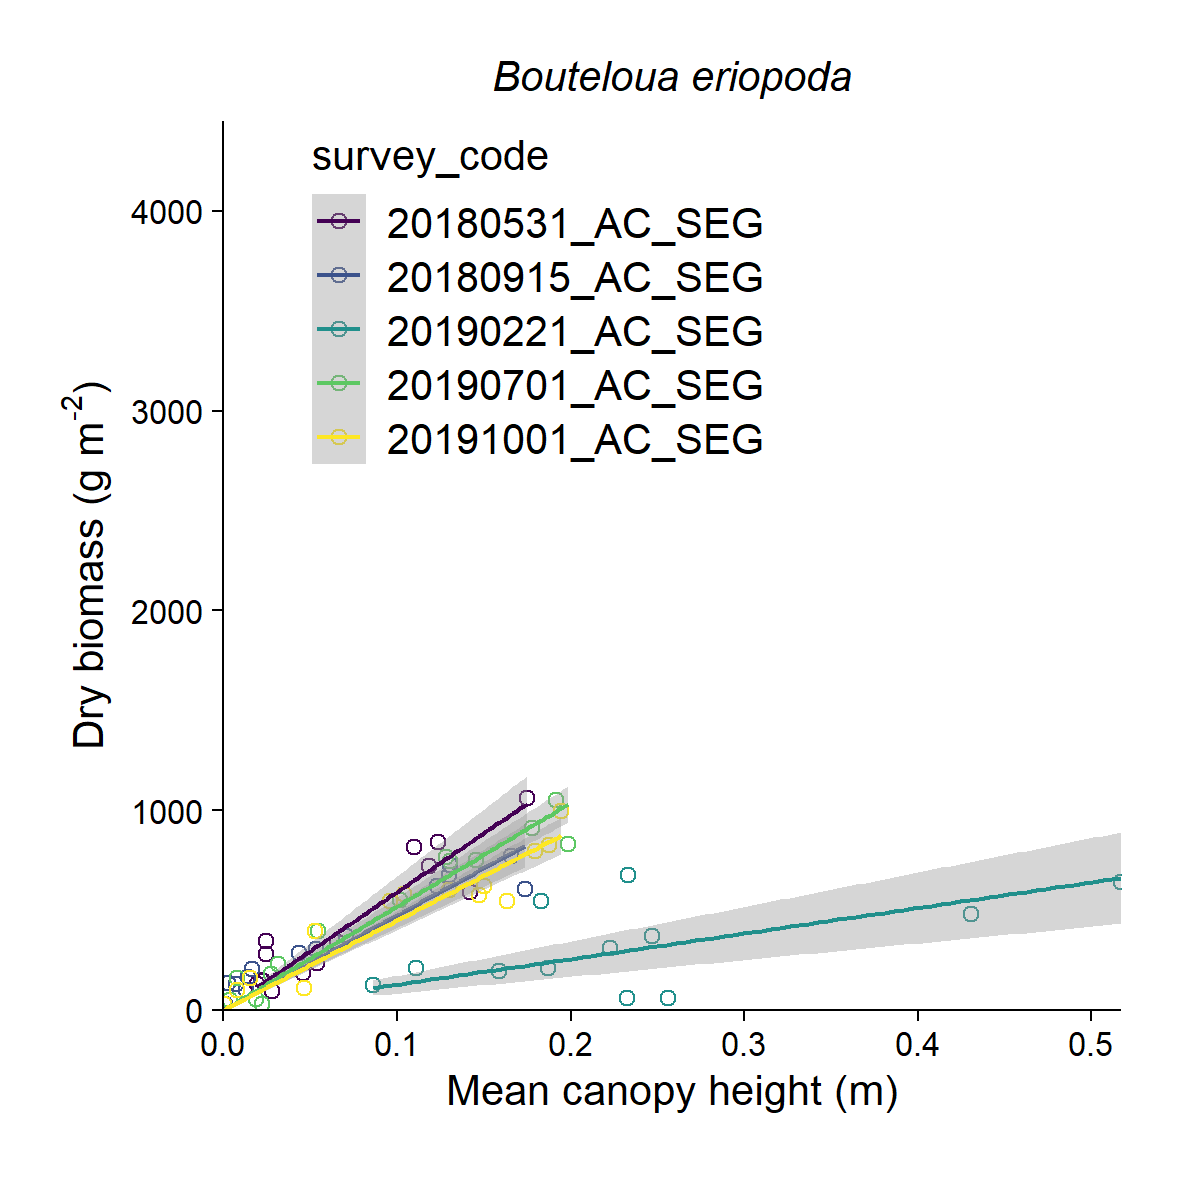 Bouteloua eriopoda
survey_code
20180531_AC_SEG
20180915_AC_SEG
20190221_AC_SEG
20190701_AC_SEG
20191001_AC_SEG
Dry biomass (g m⁻²)
4000
3000
2000
1000
0
0.0 0.1 0.2 0.3 0.4 0.5
Mean canopy height (m)